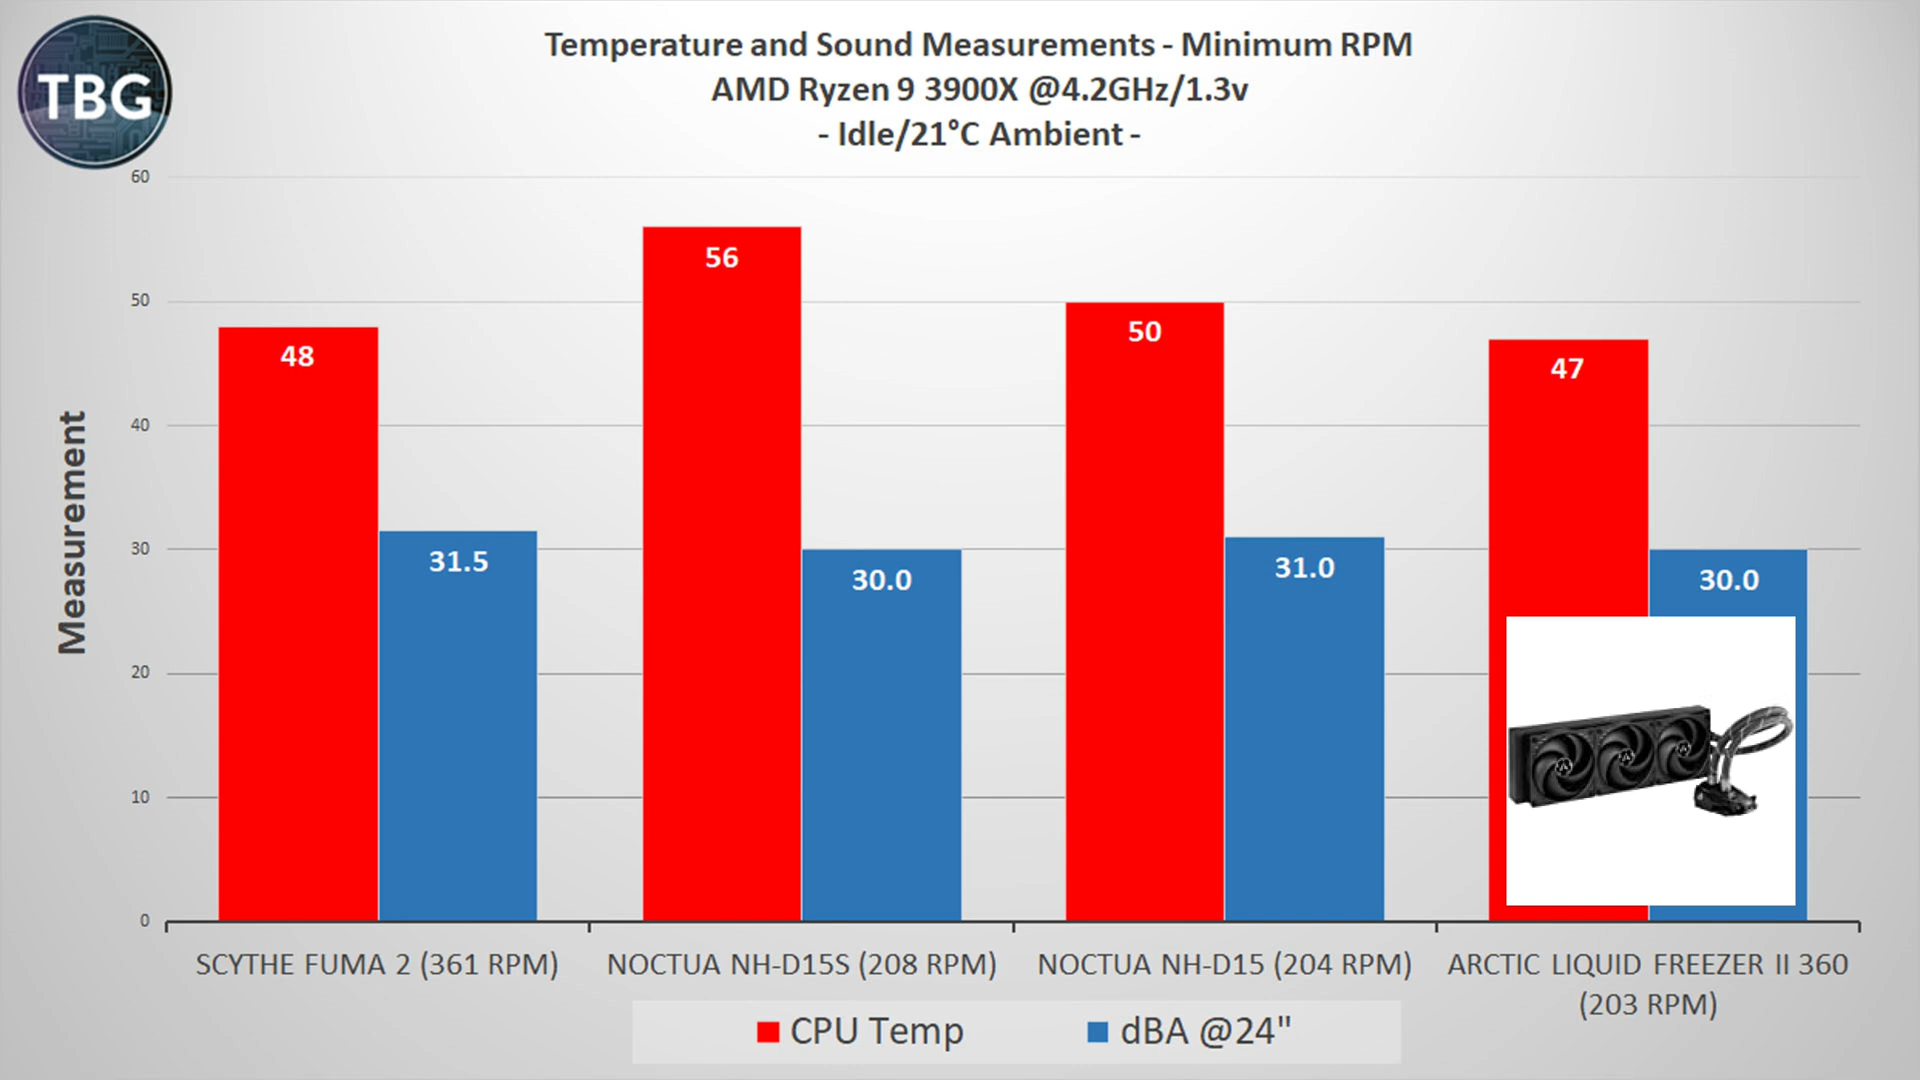 TBG
Temperature and Sound Measurements - Minimum RPM
AMD Ryzen 9 3900X @4.2GHz/1.3v
- Idle/21°C Ambient -
Measurement
60
50
40
30
20
10
0
48
31.5
56
30.0
50
31.0
47
30.0
SCYTHE FUMA 2 (361 RPM)
NOCTUA NH-D15S (208 RPM)
NOCTUA NH-D15 (204 RPM)
ARCTIC LIQUID FREEZER II 360
(203 RPM)
CPU Temp
dBA @24"